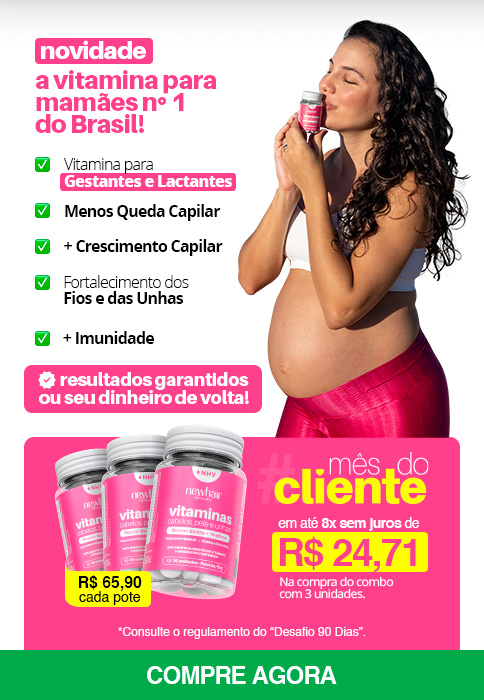 novidade
a vitamina para
mamães nº 1
do Brasil!
Vitamina para
Gestantes e Lactantes
Menos Queda Capilar
+ Crescimento Capilar
Fortalecimento dos
Fios e das Unhas
+ Imunidade
resultados garantidos
ou seu dinheiro de volta!
NHV
newhair
vitaminas
cabelos, pele e unhas
R$ 65,90
cada pote
#mês do
cliente
em até 8x sem juros de
R$ 24,71
Na compra do combo
com 3 unidades.
*Consulte o regulamento do “Desafio 90 Dias”.
COMPRE AGORA